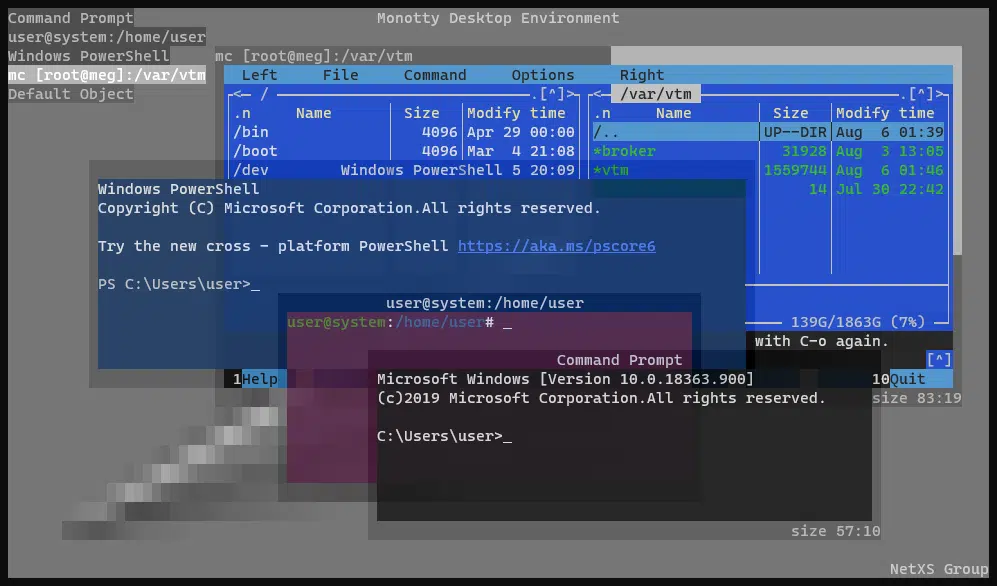 Monotty Desktop Environment
Command Prompt
user@system:/home/user
Windows PowerShell
mc [root@meg]:/var/vtm
Default Object
mc [root@meg]:/var/vtm
Left File Command Options Right
<─ / .[^]> <─ /var/vtm .[^]>
.n Name Size Modify time .n Name Size Modify time
/bin 4096 Apr 29 00:00 /.. UP--DIR Aug 6 01:39
/boot 4096 Mar 4 21:08 *broker 31928 Aug 3 13:05
/dev Windows PowerShell 5 20:09 *vtm 1559744 Aug 6 01:46
14 Jul 30 22:42
Windows PowerShell
Copyright (C) Microsoft Corporation.All rights reserved.
Try the new cross - platform PowerShell https://aka.ms/pscore6
PS C:\Users\user>_
139G/1863G (7%)
with C-o again.
[^]
1Help 10Quit
size 83:19
user@system:/home/user
user@system:/home/user# _
Command Prompt
Microsoft Windows [Version 10.0.18363.900]
(c)2019 Microsoft Corporation.All rights reserved.
C:\Users\user>_
size 57:10
NetXS Group